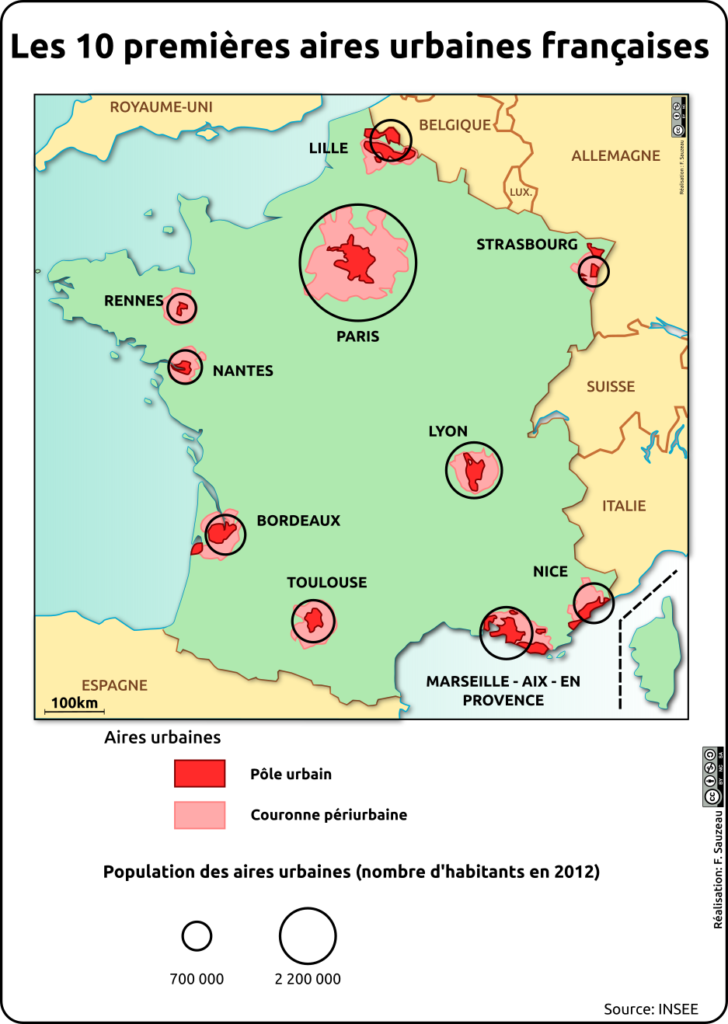 Les 10 premières aires urbaines françaises
ROYAUME-UNI
BELGIQUE
LILLE
ALLEMAGNE
Réalisation : F. Sauzeau
LUX.
STRASBOURG
RENNES
PARIS
NANTES
SUISSE
LYON
ITALIE
BORDEAUX
NICE
TOULOUSE
MARSEILLE - AIX - EN
PROVENCE
ESPAGNE
100km
Aires urbaines
Pôle urbain
Couronne périurbaine
Population des aires urbaines (nombre d'habitants en 2012)
700 000
2 200 000
Réalisation: F. Sauzeau
Source: INSEE